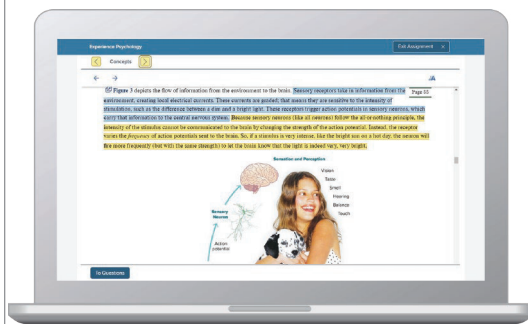 Experience Psychology
Exit Assignment ×
Concepts
Page 93
Figure 3 depicts the flow of information from the environment to the brain. Sensory receptors take in information from the
environment, creating local electrical currents. These currents are graded; that means they are sensitive to the intensity of
stimulation, such as the difference between a dim and a bright light. These receptors trigger action potentials in sensory neurons, which
carry that information to the central nervous system. Because sensory neurons (like all neurons) follow the all-or-nothing principle, the
intensity of the stimulus cannot be communicated to the brain by changing the strength of the action potential. Instead, the receptor
varies the frequency of action potentials sent to the brain. So, if a stimulus is very intense, like the bright sun on a hot day, the neuron will
fire more frequently (but with the same strength) to let the brain know that the light is indeed very, very bright.
Sensation and Perception
Vision
Taste
Smell
Hearing
Balance
Touch
Sensory
Neuron
Action
potential
To Questions